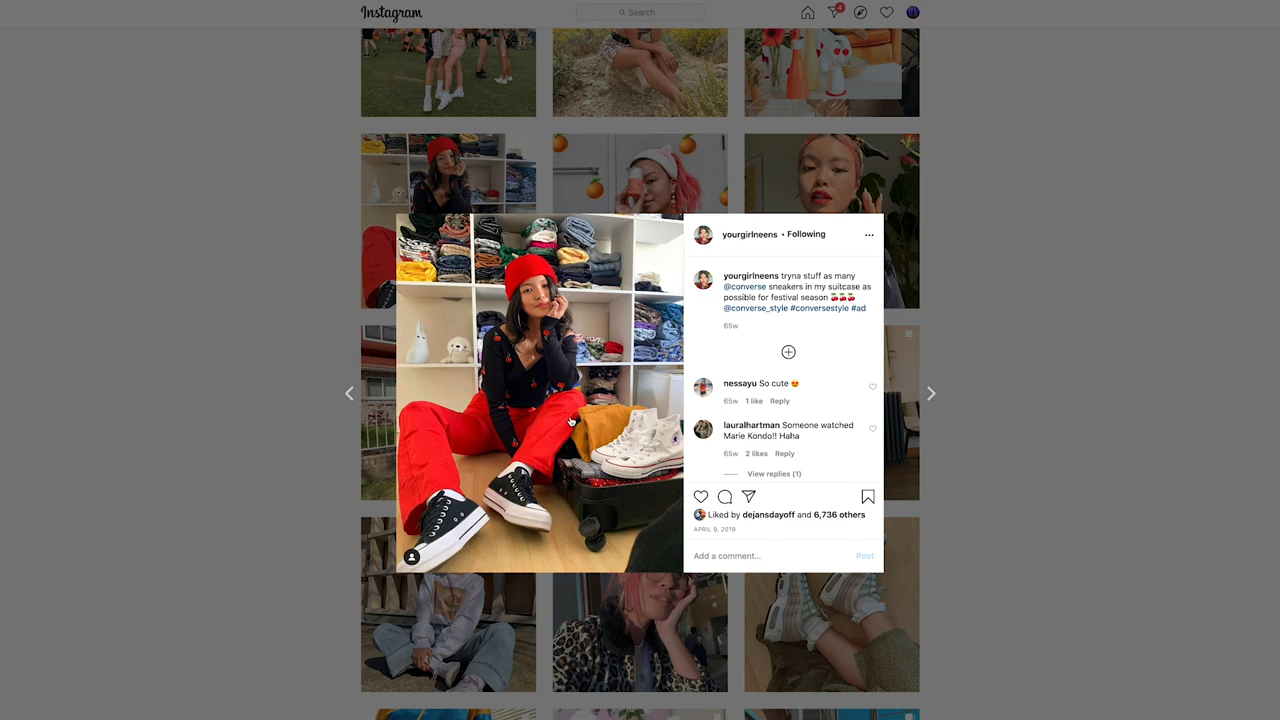 Instagram
Search
4
yourgirlneens • Following
yourgirlneens tryna stuff as many
@converse sneakers in my suitcase as
possible for festival season 🍒🍒🍒
@converse_style #conversestyle #ad
65w
nessayu So cute 😍
65w 1 like Reply
lauralhartman Someone watched
Marie Kondo!! Haha
65w 2 likes Reply
View replies (1)
Liked by dejansdayoff and 6,736 others
APRIL 9, 2019
Add a comment... Post